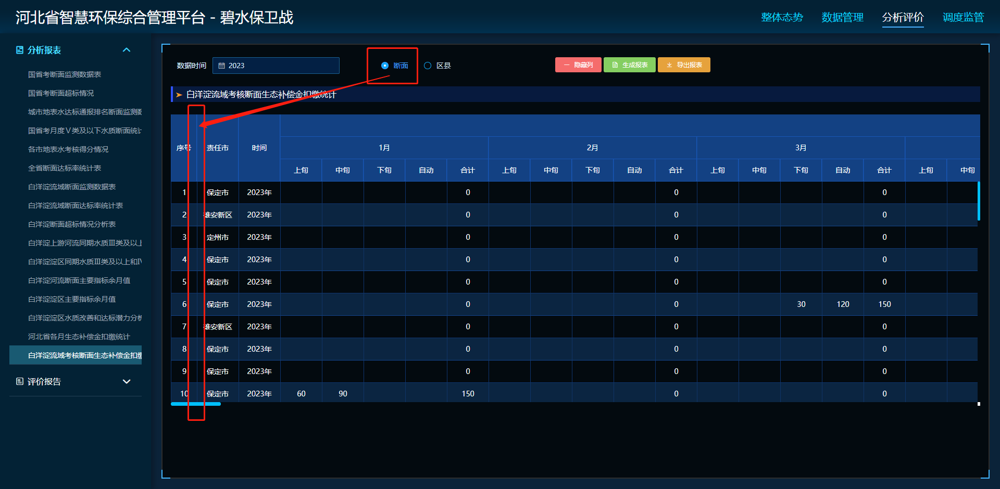 河北省智慧环保综合管理平台 - 碧水保卫战
整体态势 数据管理 分析评价 调度监管
分析报表
国省考断面监测数据表
国省考断面超标情况
城市地表水达标通报排名断面监测数
国省考月度Ⅴ类及以下水质断面统计
各市地表水考核得分情况
全省断面达标率统计表
白洋淀流域断面监测数据表
白洋淀流域断面达标率统计表
白洋淀断面超标情况分析表
白洋淀上游河流同期水质Ⅲ类及以上
白洋淀淀区同期水质Ⅲ类及以上和Ⅳ
白洋淀河流断面主要指标余月值
白洋淀淀区主要指标余月值
白洋淀淀区水质改善和达标潜力分析
河北省各月生态补偿金扣缴统计
白洋淀流域考核断面生态补偿金扣缴
评价报告
数据时间 2023 断面 区县 隐藏列 生成报表 导出报表
白洋淀流域考核断面生态补偿金扣缴统计
序号 责任市 时间 1月 2月 3月
上旬 中旬 下旬 自动 合计 上旬 中旬 下旬 自动 合计 上旬 中旬 下旬 自动 合计 上旬 中旬
1 保定市 2023年 0 0 0
2 雄安新区 2023年 0 0 0
3 定州市 2023年 0 0 0
4 保定市 2023年 0 0 0
5 保定市 2023年 0 0 0
6 保定市 2023年 0 0 30 120 150
7 雄安新区 2023年 0 0 0
8 保定市 2023年 0 0 0
9 保定市 2023年 0 0 0
10 保定市 2023年 60 90 150 0 0